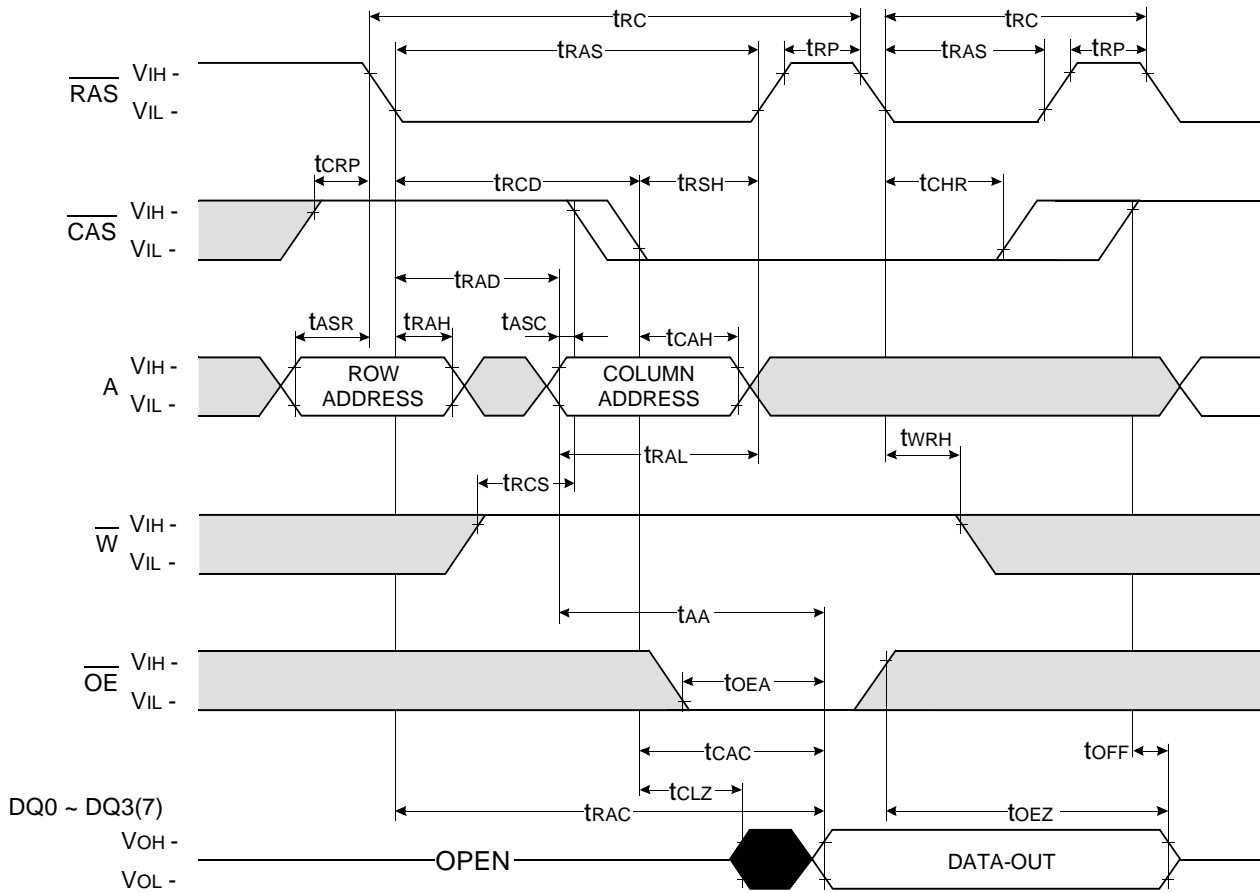 tRC tRC
tRAS tRP tRAS tRP
RAS VIH -
VIL -
tCRP tRCD tRSH tCHR
CAS VIH -
VIL -
tRAD
tASR tRAH tASC tCAH
A VIH -
VIL -
ROW
ADDRESS
COLUMN
ADDRESS
tWRH
tRAL
tRCS
W VIH -
VIL -
tAA
OE VIH -
VIL -
tOEA
tCAC tOFF
tCLZ
DQ0 ~ DQ3(7) tRAC tOEZ
VOH -
VOL -
OPEN DATA-OUT